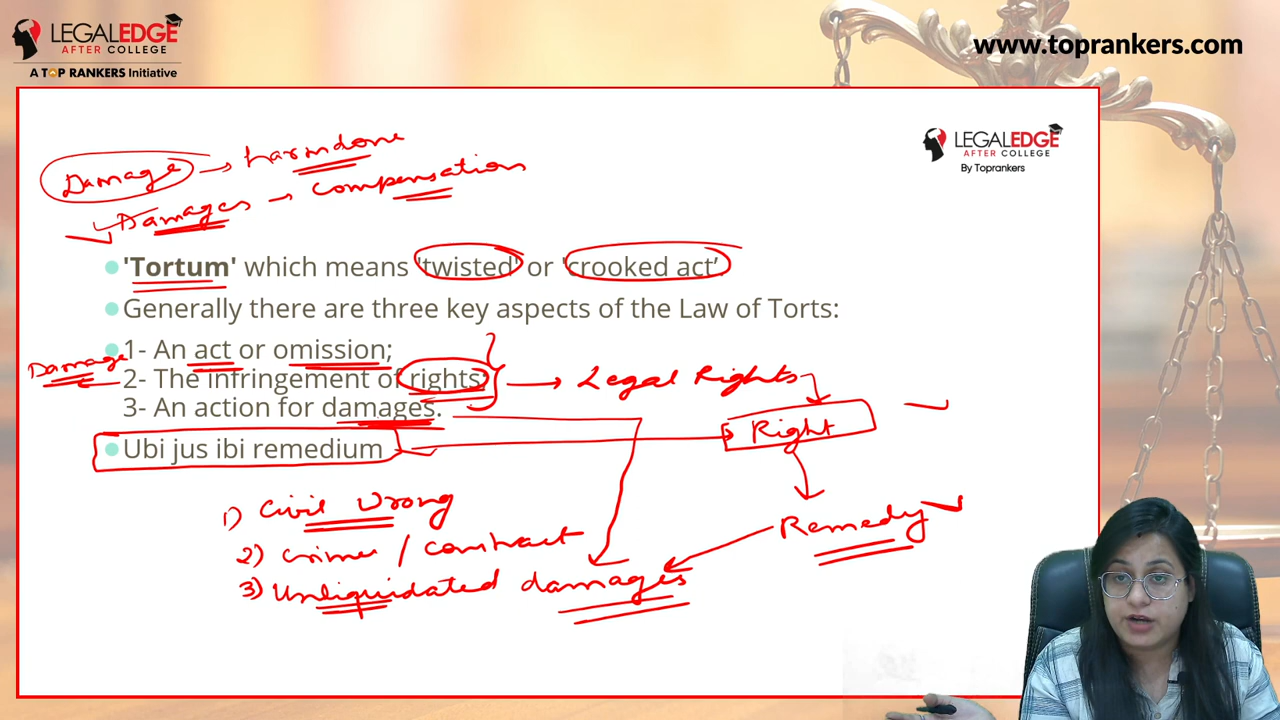 LEGALEDGE
AFTER COLLEGE
A TOP RANKERS Initiative
www.toprankers.com
LEGALEDGE
AFTER COLLEGE
By Toprankers
Damage → harm done
Damages → Compensation
'Tortum' which means 'twisted' or 'crooked act'.
Generally there are three key aspects of the Law of Torts:
1- An act or omission;
Damage
2- The infringement of rights; → Legal Rights
3- An action for damages.
Right
Ubi jus ibi remedium
1) Civil Wrong
Remedy
2) Crime / Contract
3) Unliquidated damages